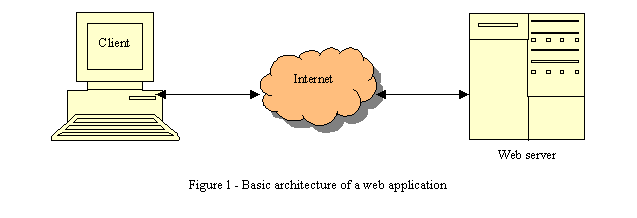 Client
Internet
Web server
Figure 1 - Basic architecture of a web application